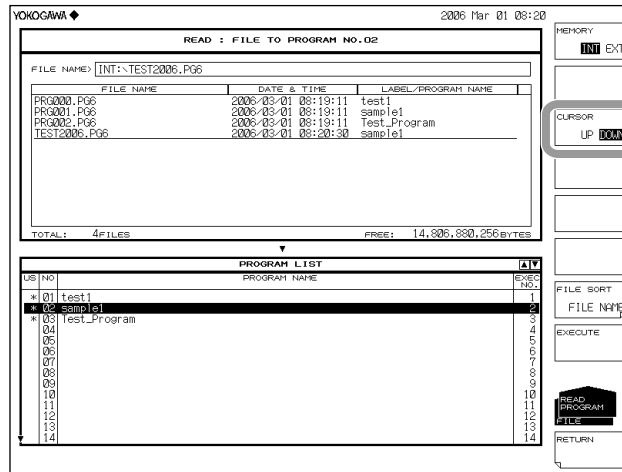 YOKOGAWA ◆
2006 Mar 01 08:20
READ : FILE TO PROGRAM NO.02
FILE NAME> INT:\TEST2006.PG6
FILE NAME DATE & TIME LABEL/PROGRAM NAME
PRG000.PG6 2006/03/01 08:19:11 test1
PRG001.PG6 2006/03/01 08:19:11 sample1
PRG002.PG6 2006/03/01 08:19:11 Test_Program
TEST2006.PG6 2006/03/01 08:20:30 sample1
TOTAL: 4FILES FREE: 14,806,880,256BYTES
PROGRAM LIST
US NO PROGRAM NAME EXEC NO.
* 01 test1 1
* 02 sample1 2
* 03 Test_Program 3
04 4
05 5
06 6
07 7
08 8
09 9
10 10
11 11
12 12
13 13
14 14
MEMORY
INT EXT
CURSOR
UP DOWN
FILE SORT
FILE NAME
EXECUTE
READ
PROGRAM
FILE
RETURN